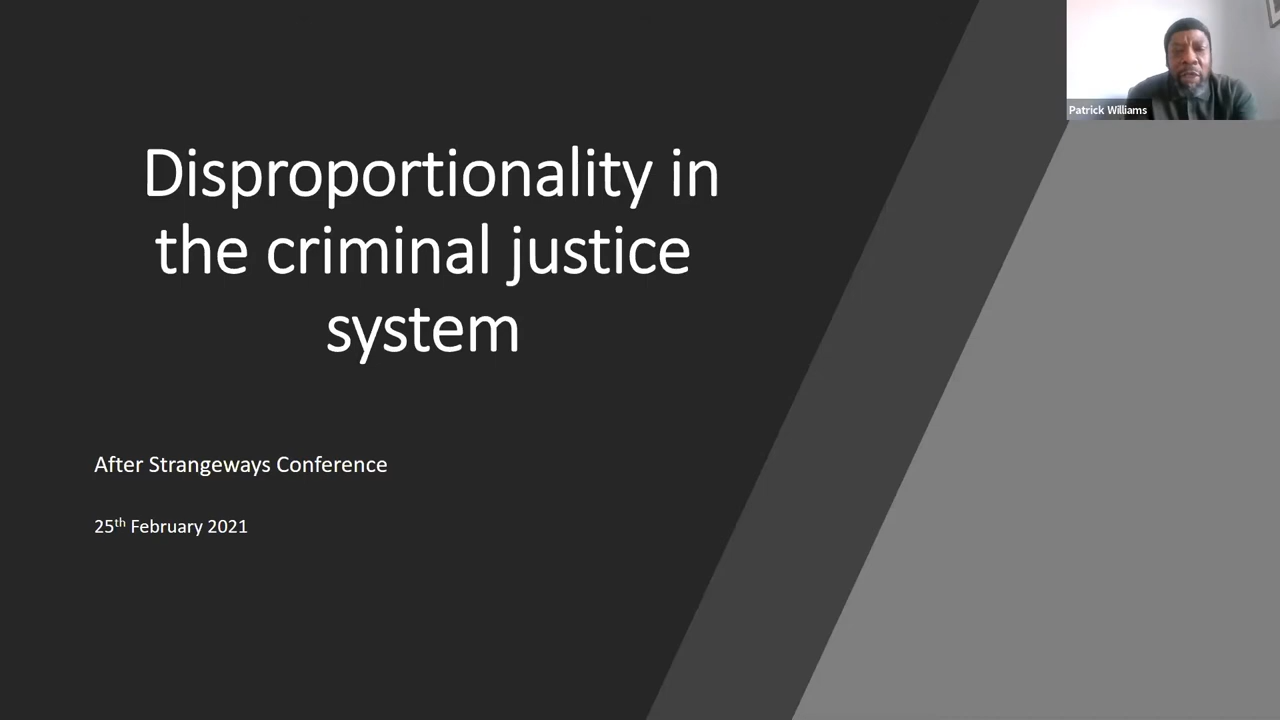 Disproportionality in
the criminal justice
system
After Strangeways Conference
25th February 2021
Patrick Williams